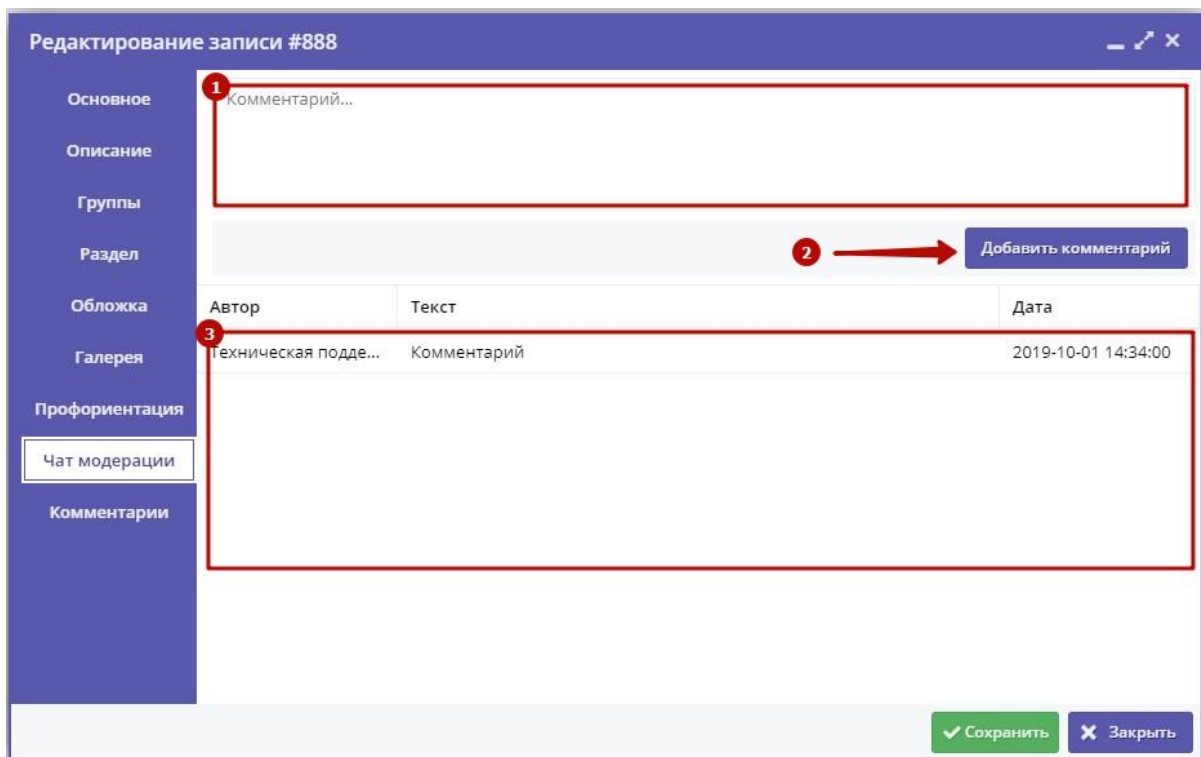 Редактирование записи #888
Основное
Описание
Группы
Раздел
Обложка
Галерея
Профориентация
Чат модерации
Комментарии
1
Комментарий...
2
Добавить комментарий
Автор Текст Дата
3
Техническая подде... Комментарий 2019-10-01 14:34:00
Сохранить Закрыть